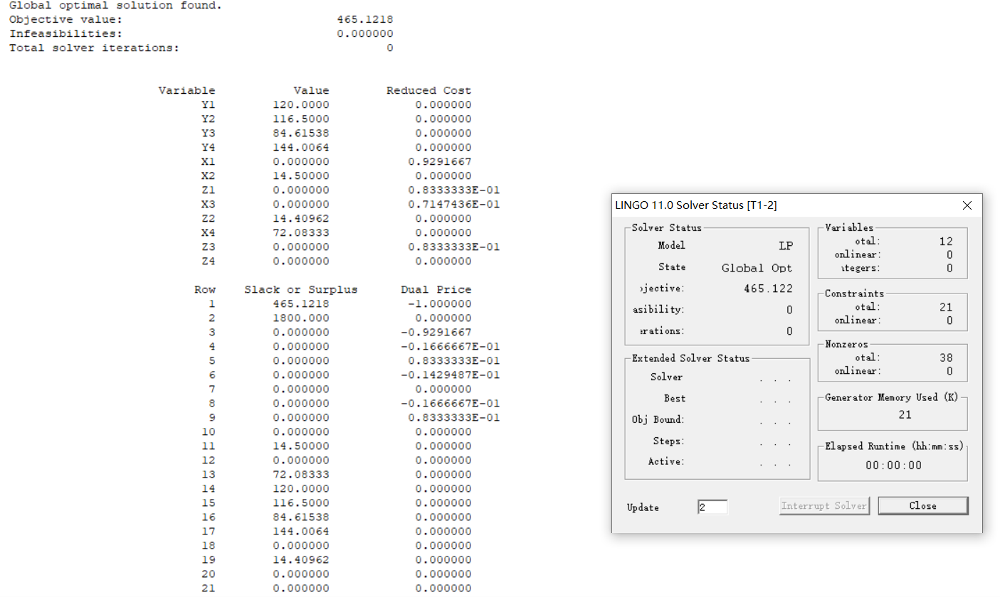 Global optimal solution found.
Objective value: 465.1218
Infeasibilities: 0.000000
Total solver iterations: 0
Variable Value Reduced Cost
Y1 120.0000 0.000000
Y2 116.5000 0.000000
Y3 84.61538 0.000000
Y4 144.0064 0.000000
X1 0.000000 0.9291667
X2 14.50000 0.000000
Z1 0.000000 0.8333333E-01
X3 0.000000 0.7147436E-01
Z2 14.40962 0.000000
X4 72.08333 0.000000
Z3 0.000000 0.8333333E-01
Z4 0.000000 0.000000
Row Slack or Surplus Dual Price
1 465.1218 -1.000000
2 1800.000 0.000000
3 0.000000 -0.9291667
4 0.000000 -0.1666667E-01
5 0.000000 0.8333333E-01
6 0.000000 -0.1429487E-01
7 0.000000 0.000000
8 0.000000 -0.1666667E-01
9 0.000000 0.8333333E-01
10 0.000000 0.000000
11 14.50000 0.000000
12 0.000000 0.000000
13 72.08333 0.000000
14 120.0000 0.000000
15 116.5000 0.000000
16 84.61538 0.000000
17 144.0064 0.000000
18 0.000000 0.000000
19 14.40962 0.000000
20 0.000000 0.000000
21 0.000000 0.000000
LINGO 11.0 Solver Status [T1-2]
Solver Status
Model LP
State Global Opt
jective: 465.122
asibility: 0
erations: 0
Extended Solver Status
Solver . . .
Best . . .
Obj Bound: . . .
Steps: . . .
Active: . . .
Variables
otal: 12
onlinear: 0
ntegers: 0
Constraints
otal: 21
onlinear: 0
Nonzeros
otal: 38
onlinear: 0
Generator Memory Used (K)
21
Elapsed Runtime (hh:mm:ss)
00:00:00
Update 2
Interrupt Solver
Close